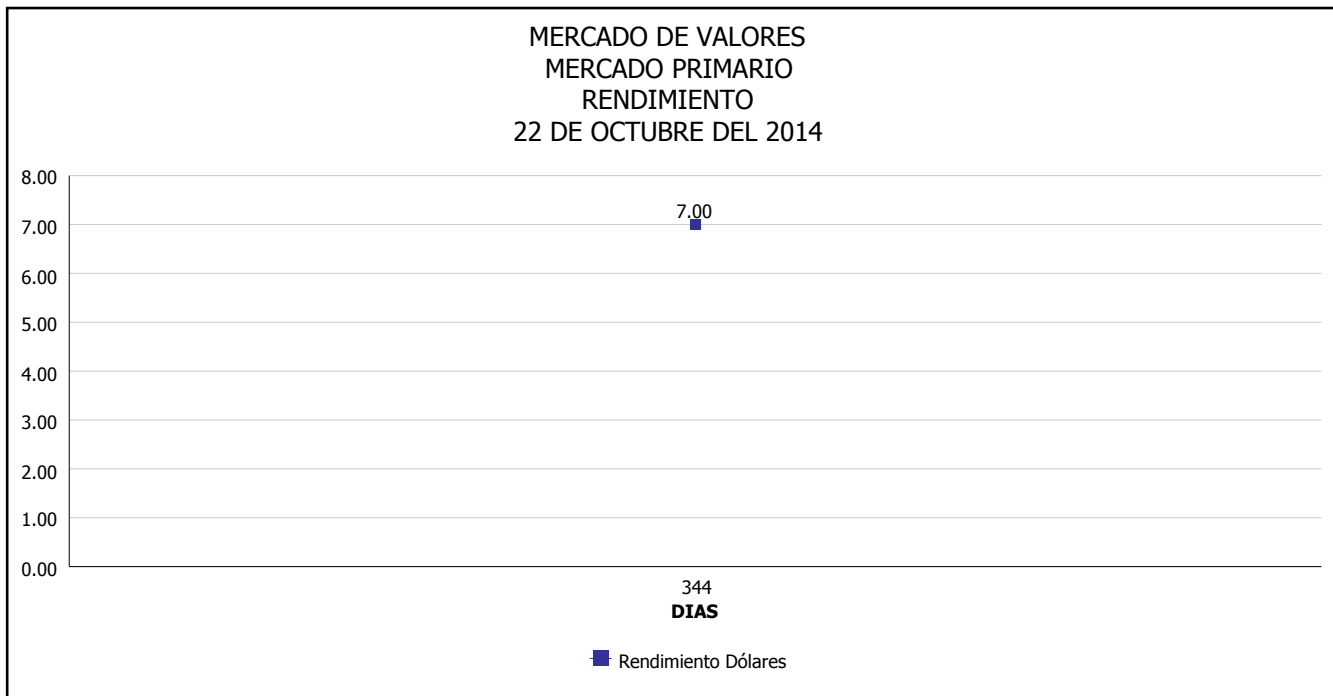 MERCADO DE VALORES
MERCADO PRIMARIO
RENDIMIENTO
22 DE OCTUBRE DEL 2014
8.00
7.00
7.00
6.00
5.00
4.00
3.00
2.00
1.00
0.00
344
DIAS
Rendimiento Dólares